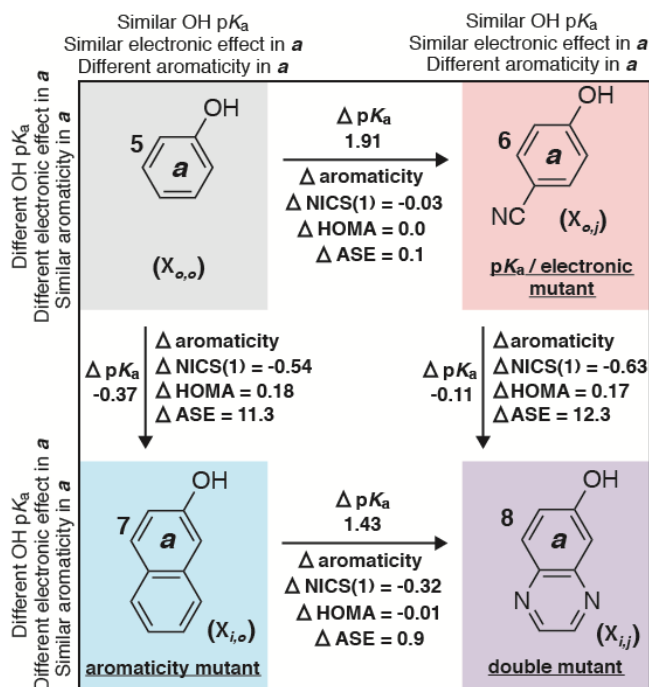 Similar OH pKa
Similar electronic effect in a
Different aromaticity in a
Similar OH pKa
Similar electronic effect in a
Different aromaticity in a
Different OH pKa
Different electronic effect in a
Similar aromaticity in a
OH
5
a
(Xo,o)
Δ pKa
1.91
Δ aromaticity
Δ NICS(1) = -0.03
Δ HOMA = 0.0
Δ ASE = 0.1
OH
6
a
NC
(Xo,j)
pKa / electronic
mutant
Δ pKa
-0.37
Δ aromaticity
Δ NICS(1) = -0.54
Δ HOMA = 0.18
Δ ASE = 11.3
Δ pKa
-0.11
Δ aromaticity
Δ NICS(1) = -0.63
Δ HOMA = 0.17
Δ ASE = 12.3
Different OH pKa
Different electronic effect in a
Similar aromaticity in a
OH
7
a
(Xi,o)
aromaticity mutant
Δ pKa
1.43
Δ aromaticity
Δ NICS(1) = -0.32
Δ HOMA = -0.01
Δ ASE = 0.9
OH
8
a
N
N
(Xi,j)
double mutant